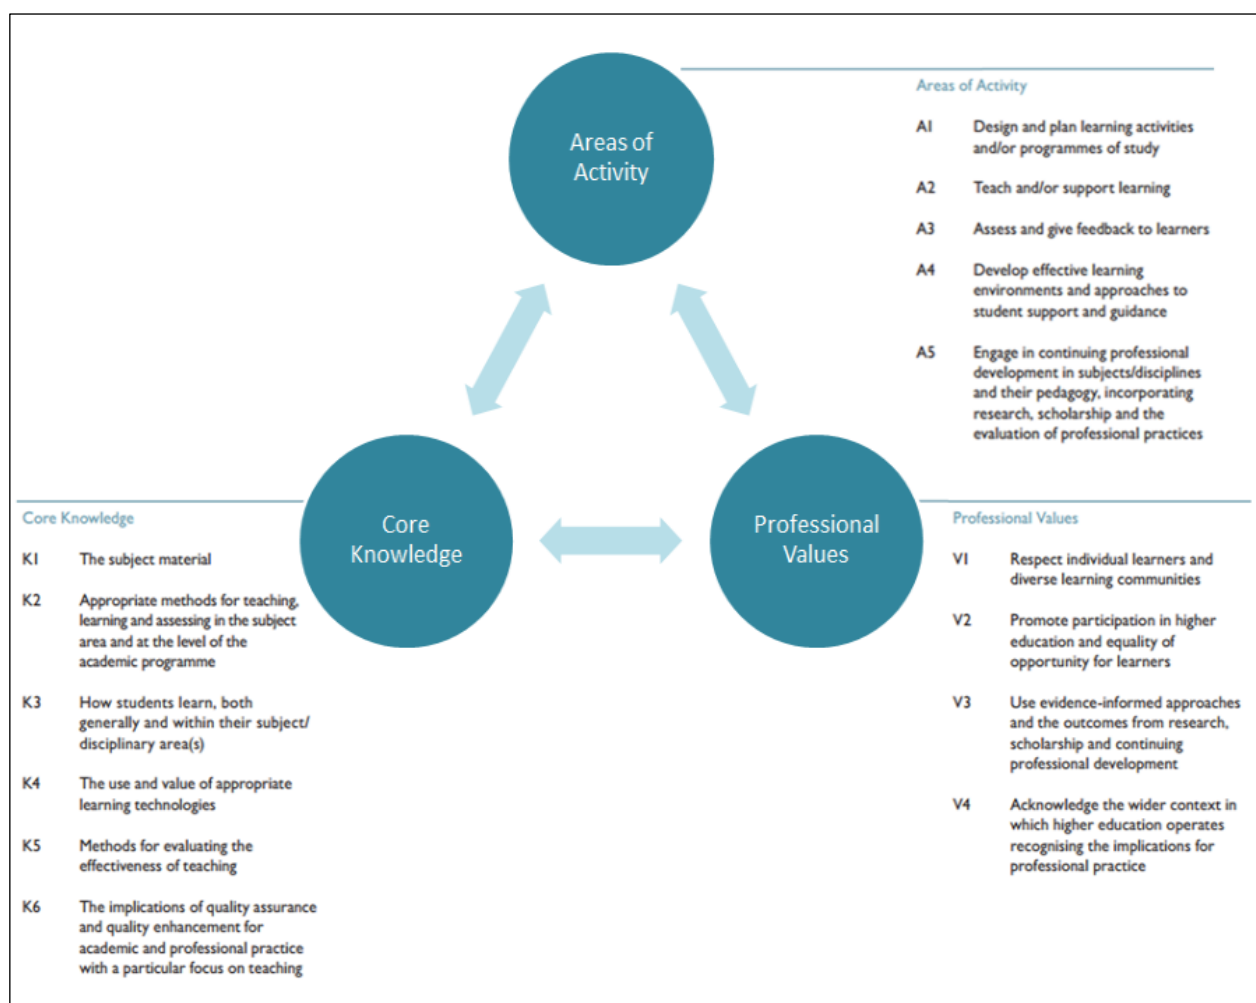 Areas of
Activity
Areas of Activity
A1 Design and plan learning activities
and/or programmes of study
A2 Teach and/or support learning
A3 Assess and give feedback to learners
A4 Develop effective learning
environments and approaches to
student support and guidance
A5 Engage in continuing professional
development in subjects/disciplines
and their pedagogy, incorporating
research, scholarship and the
evaluation of professional practices
Core
Knowledge
Core Knowledge
K1 The subject material
K2 Appropriate methods for teaching,
learning and assessing in the subject
area and at the level of the
academic programme
K3 How students learn, both
generally and within their subject/
disciplinary area(s)
K4 The use and value of appropriate
learning technologies
K5 Methods for evaluating the
effectiveness of teaching
K6 The implications of quality assurance
and quality enhancement for
academic and professional practice
with a particular focus on teaching
Professional
Values
Professional Values
V1 Respect individual learners and
diverse learning communities
V2 Promote participation in higher
education and equality of
opportunity for learners
V3 Use evidence-informed approaches
and the outcomes from research,
scholarship and continuing
professional development
V4 Acknowledge the wider context in
which higher education operates
recognising the implications for
professional practice